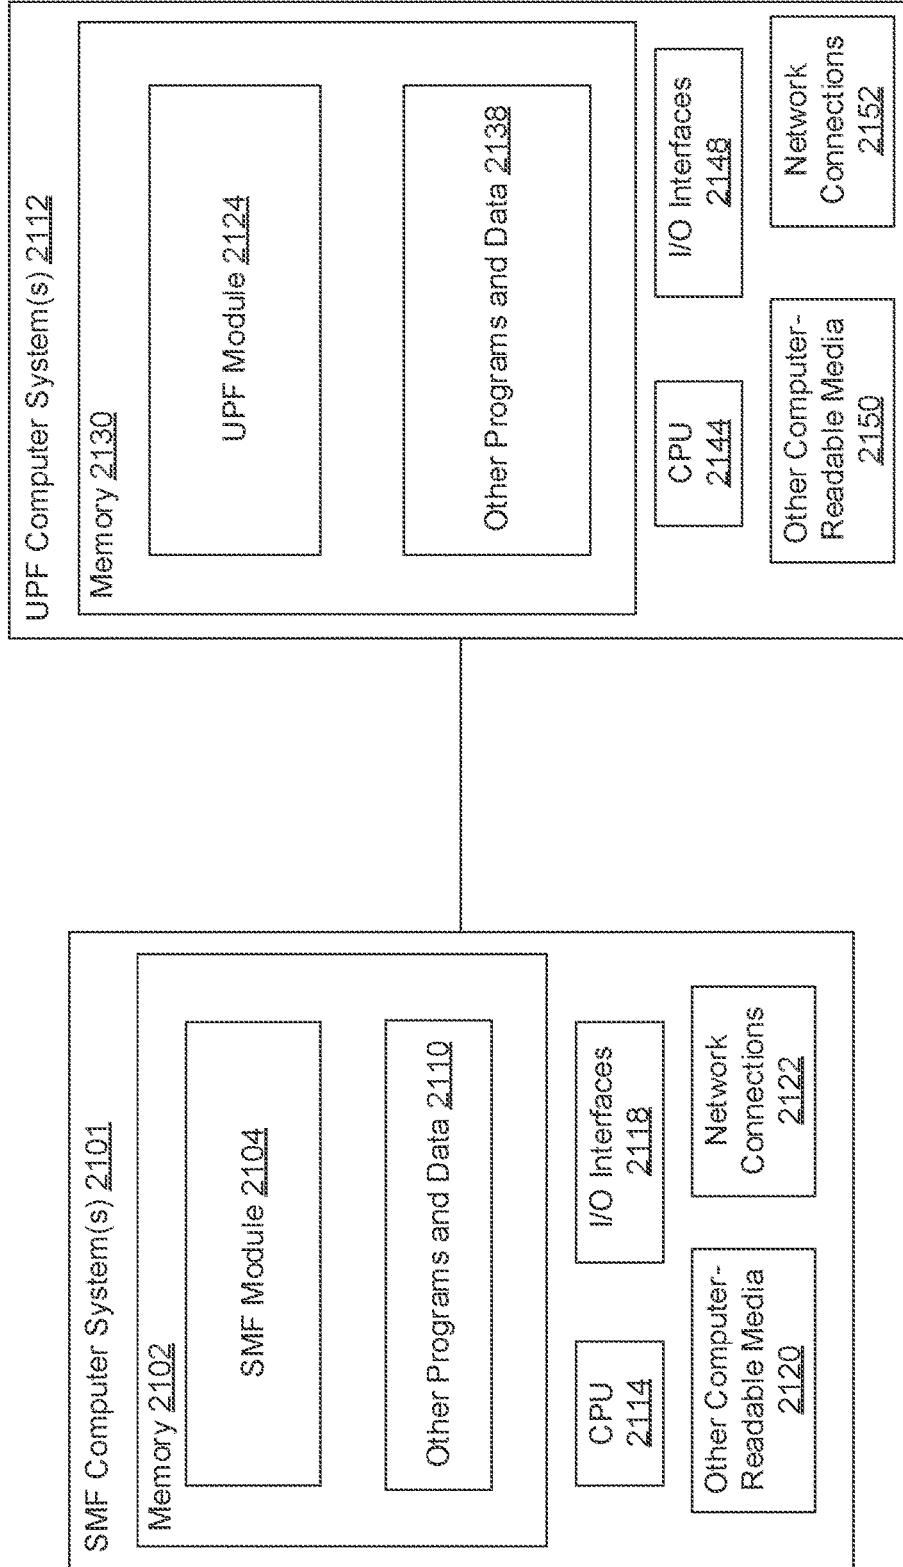 SMF Computer System(s) 2101
Memory 2102
SMF Module 2104
Other Programs and Data 2110
CPU
2114
I/O Interfaces
2118
Other Computer-
Readable Media
2120
Network
Connections
2122
UPF Computer System(s) 2112
Memory 2130
UPF Module 2124
Other Programs and Data 2138
CPU
2144
I/O Interfaces
2148
Other Computer-
Readable Media
2150
Network
Connections
2152